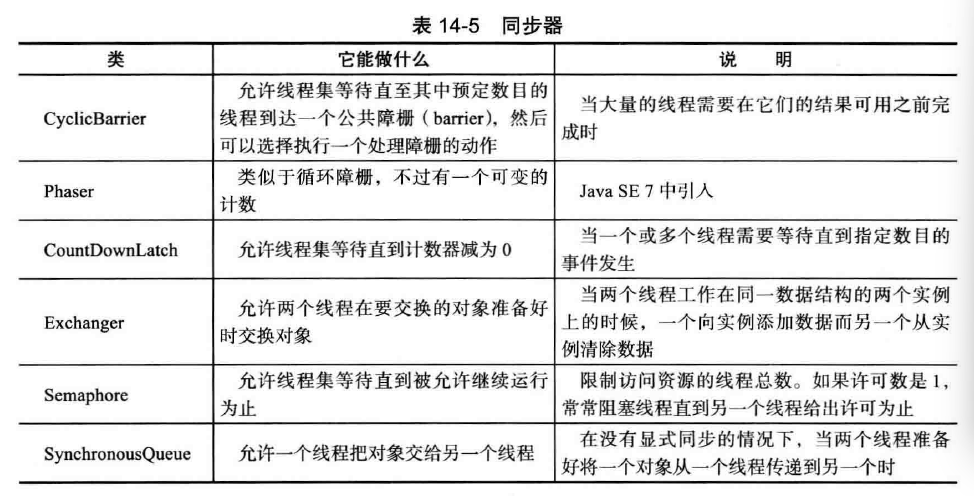 表 14-5 同步器
类 它能做什么 说 明
CyclicBarrier
允许线程集等待直至其中预定数目的
线程到达一个公共障栅（barrier），然后
可以选择执行一个处理障栅的动作
当大量的线程需要在它们的结果可用之前完
成时
Phaser
类似于循环障栅，不过有一个可变的
计数
Java SE 7 中引入
CountDownLatch
允许线程集等待直到计数器减为 0
当一个或多个线程需要等待直到指定数目的
事件发生
Exchanger
允许两个线程在要交换的对象准备好
时交换对象
当两个线程工作在同一数据结构的两个实例
上的时候，一个向实例添加数据而另一个从实
例清除数据
Semaphore
允许线程集等待直到被允许继续运行
为止
限制访问资源的线程总数。如果许可数是 1，
常常阻塞线程直到另一个线程给出许可为止
SynchronousQueue
允许一个线程把对象交给另一个线程
在没有显式同步的情况下，当两个线程准备
好将一个对象从一个线程传递到另一个时